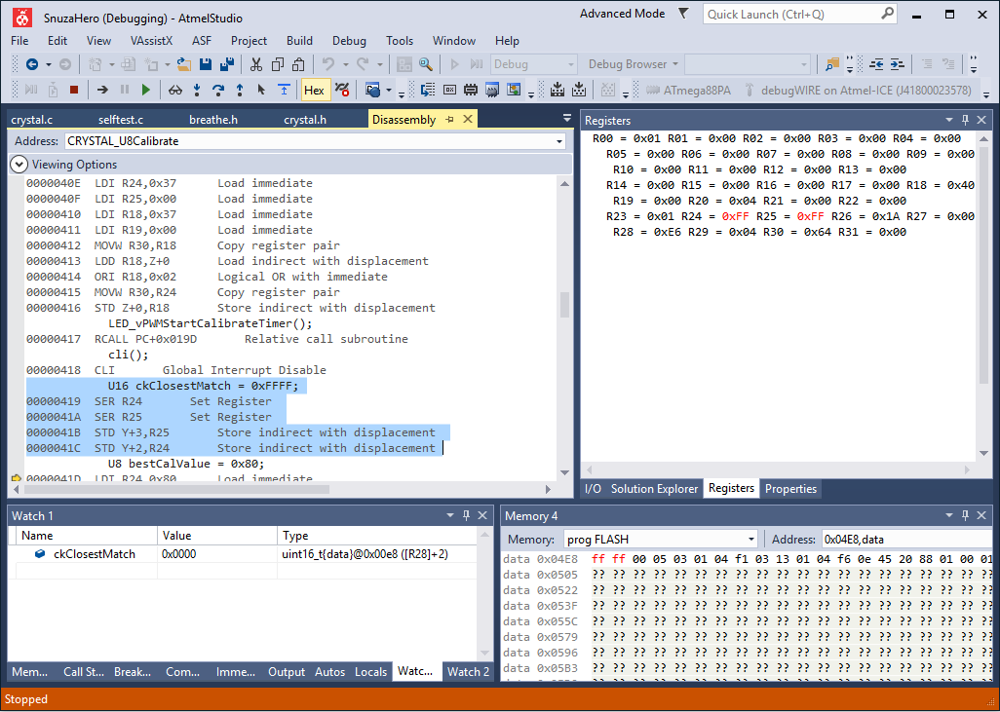 SnuzaHero (Debugging) - AtmelStudio
Advanced Mode
Quick Launch (Ctrl+Q)
File Edit View VAssistX ASF Project Build Debug Tools Window Help
Debug Debug Browser
Hex ATmega88PA debugWIRE on Atmel-ICE (J41800023578)
crystal.c selftest.c breathe.h crystal.h Disassembly
Address: CRYSTAL_U8Calibrate
Viewing Options
0000040E LDI R24,0x37 Load immediate
0000040F LDI R25,0x00 Load immediate
00000410 LDI R18,0x37 Load immediate
00000411 LDI R19,0x00 Load immediate
00000412 MOVW R30,R18 Copy register pair
00000413 LDD R18,Z+0 Load indirect with displacement
00000414 ORI R18,0x02 Logical OR with immediate
00000415 MOVW R30,R24 Copy register pair
00000416 STD Z+0,R18 Store indirect with displacement
LED_vPWMStartCalibrateTimer();
00000417 RCALL PC+0x019D Relative call subroutine
cli();
00000418 CLI Global Interrupt Disable
U16 ckClosestMatch = 0xFFFF;
00000419 SER R24 Set Register
0000041A SER R25 Set Register
0000041B STD Y+3,R25 Store indirect with displacement
0000041C STD Y+2,R24 Store indirect with displacement
U8 bestCalValue = 0x80;
0000041D LDI R24,0x80 Load immediate
Registers
R00 = 0x01 R01 = 0x00 R02 = 0x00 R03 = 0x00 R04 = 0x00
R05 = 0x00 R06 = 0x00 R07 = 0x00 R08 = 0x00 R09 = 0x00
R10 = 0x00 R11 = 0x00 R12 = 0x00 R13 = 0x00
R14 = 0x00 R15 = 0x00 R16 = 0x00 R17 = 0x00 R18 = 0x40
R19 = 0x00 R20 = 0x04 R21 = 0x00 R22 = 0x00
R23 = 0x01 R24 = 0xFF R25 = 0xFF R26 = 0x1A R27 = 0x00
R28 = 0xE6 R29 = 0x04 R30 = 0x64 R31 = 0x00
I/O Solution Explorer Registers Properties
Watch 1
Name Value Type
ckClosestMatch 0x0000 uint16_t{data}@0x00e8 ([R28]+2)
Mem... Call St... Break... Com... Imme... Output Autos Locals Watc... Watch 2
Memory 4
Memory: prog FLASH Address: 0x04E8,data
data 0x04E8 ff ff 00 05 03 01 04 f1 03 13 01 04 f6 0e 45 20 88 01 00 01
data 0x0505 ?? ?? ?? ?? ?? ?? ?? ?? ?? ?? ?? ?? ?? ?? ?? ?? ?? ?? ?? ??
data 0x0522 ?? ?? ?? ?? ?? ?? ?? ?? ?? ?? ?? ?? ?? ?? ?? ?? ?? ?? ?? ??
data 0x053F ?? ?? ?? ?? ?? ?? ?? ?? ?? ?? ?? ?? ?? ?? ?? ?? ?? ?? ?? ??
data 0x055C ?? ?? ?? ?? ?? ?? ?? ?? ?? ?? ?? ?? ?? ?? ?? ?? ?? ?? ?? ??
data 0x0579 ?? ?? ?? ?? ?? ?? ?? ?? ?? ?? ?? ?? ?? ?? ?? ?? ?? ?? ?? ??
data 0x0596 ?? ?? ?? ?? ?? ?? ?? ?? ?? ?? ?? ?? ?? ?? ?? ?? ?? ?? ?? ??
data 0x05B3 ?? ?? ?? ?? ?? ?? ?? ?? ?? ?? ?? ?? ?? ?? ?? ?? ?? ?? ?? ??
Stopped